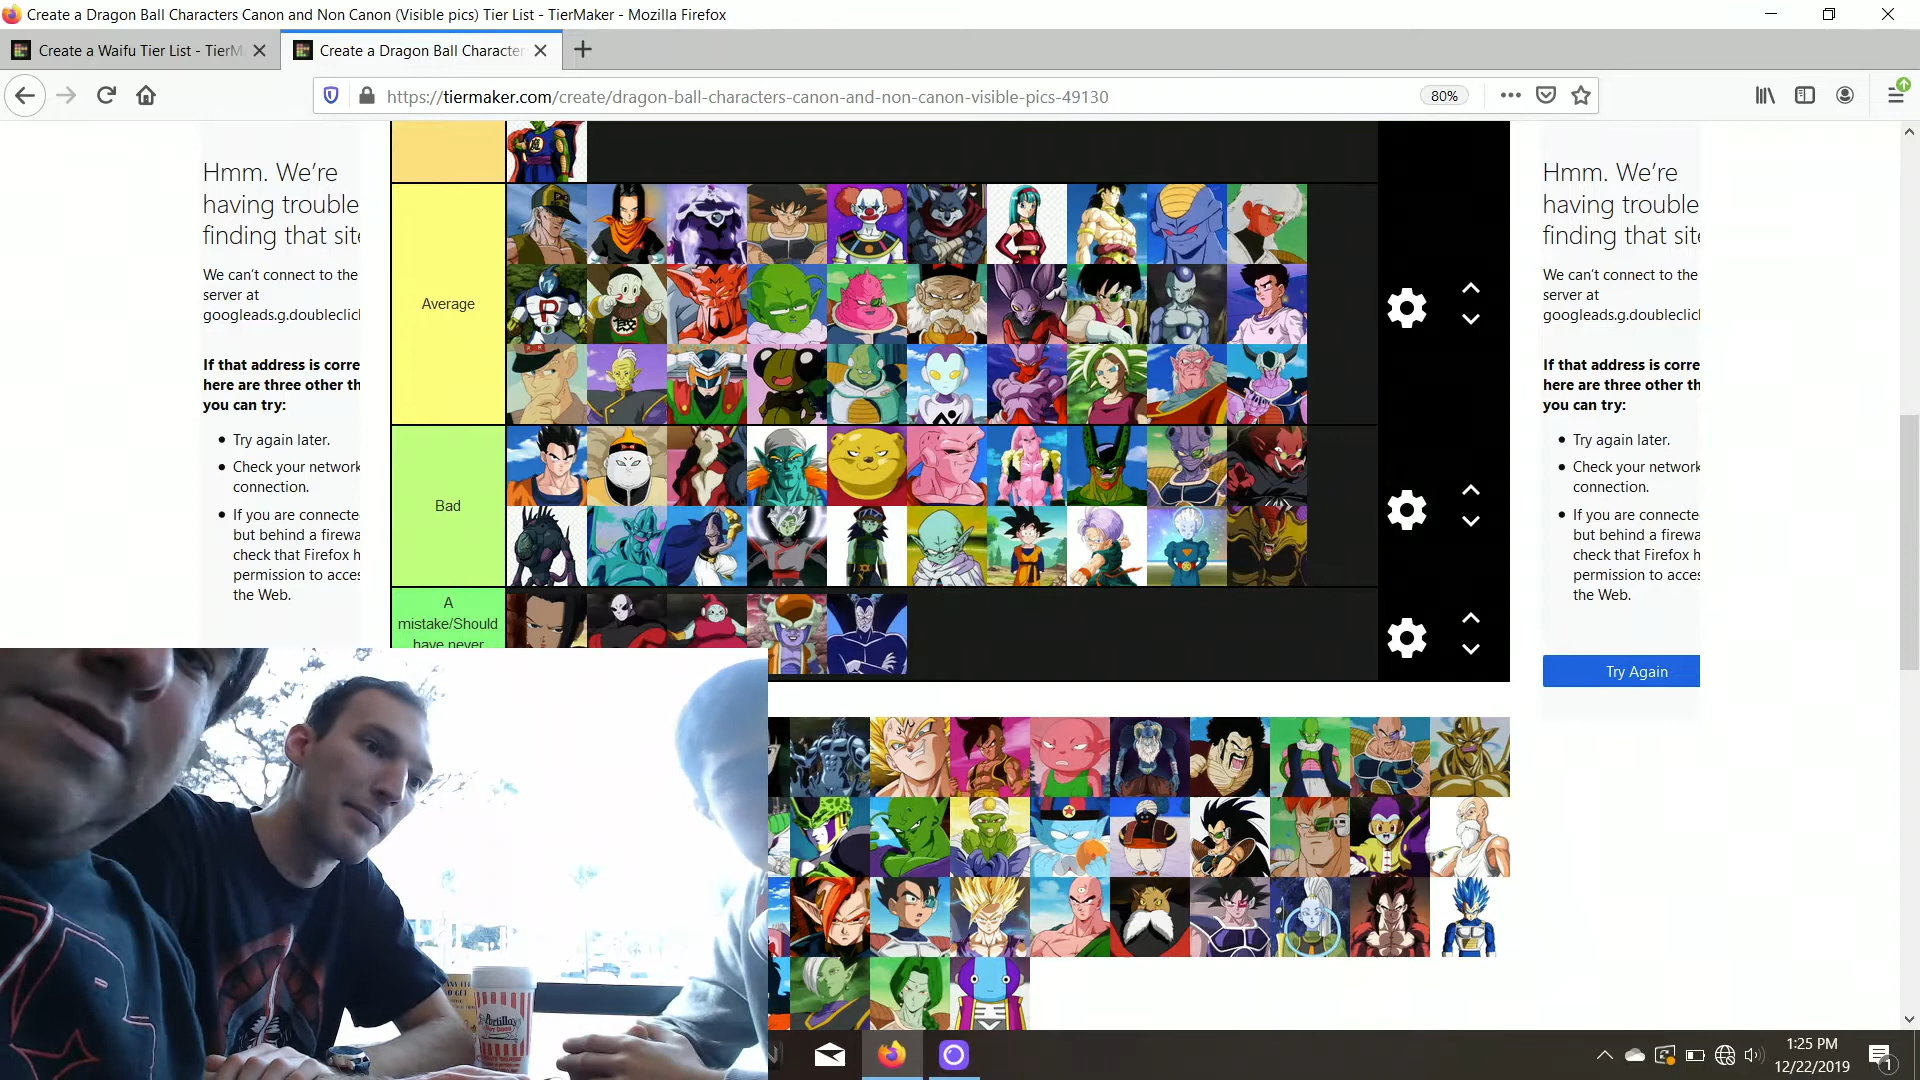 Create a Dragon Ball Characters Canon and Non Canon (Visible pics) Tier List - TierMaker - Mozilla Firefox
Create a Waifu Tier List - TierM
Create a Dragon Ball Character
https://tiermaker.com/create/dragon-ball-characters-canon-and-non-canon-visible-pics-49130
80%
Hmm. We're
having trouble
finding that site
We can't connect to the
server at
googleads.g.doubleclic
If that address is corre
here are three other th
you can try:
Try again later.
Check your network
connection.
If you are connecte
but behind a firewa
check that Firefox h
permission to acces
the Web.
Average
Bad
A
mistake/Should
have never
Hmm. We're
having trouble
finding that site
We can't connect to the
server at
googleads.g.doubleclic
If that address is corre
here are three other th
you can try:
Try again later.
Check your network
connection.
If you are connecte
but behind a firewa
check that Firefox h
permission to acces
the Web.
Try Again
Portillo's
1:25 PM
12/22/2019
1